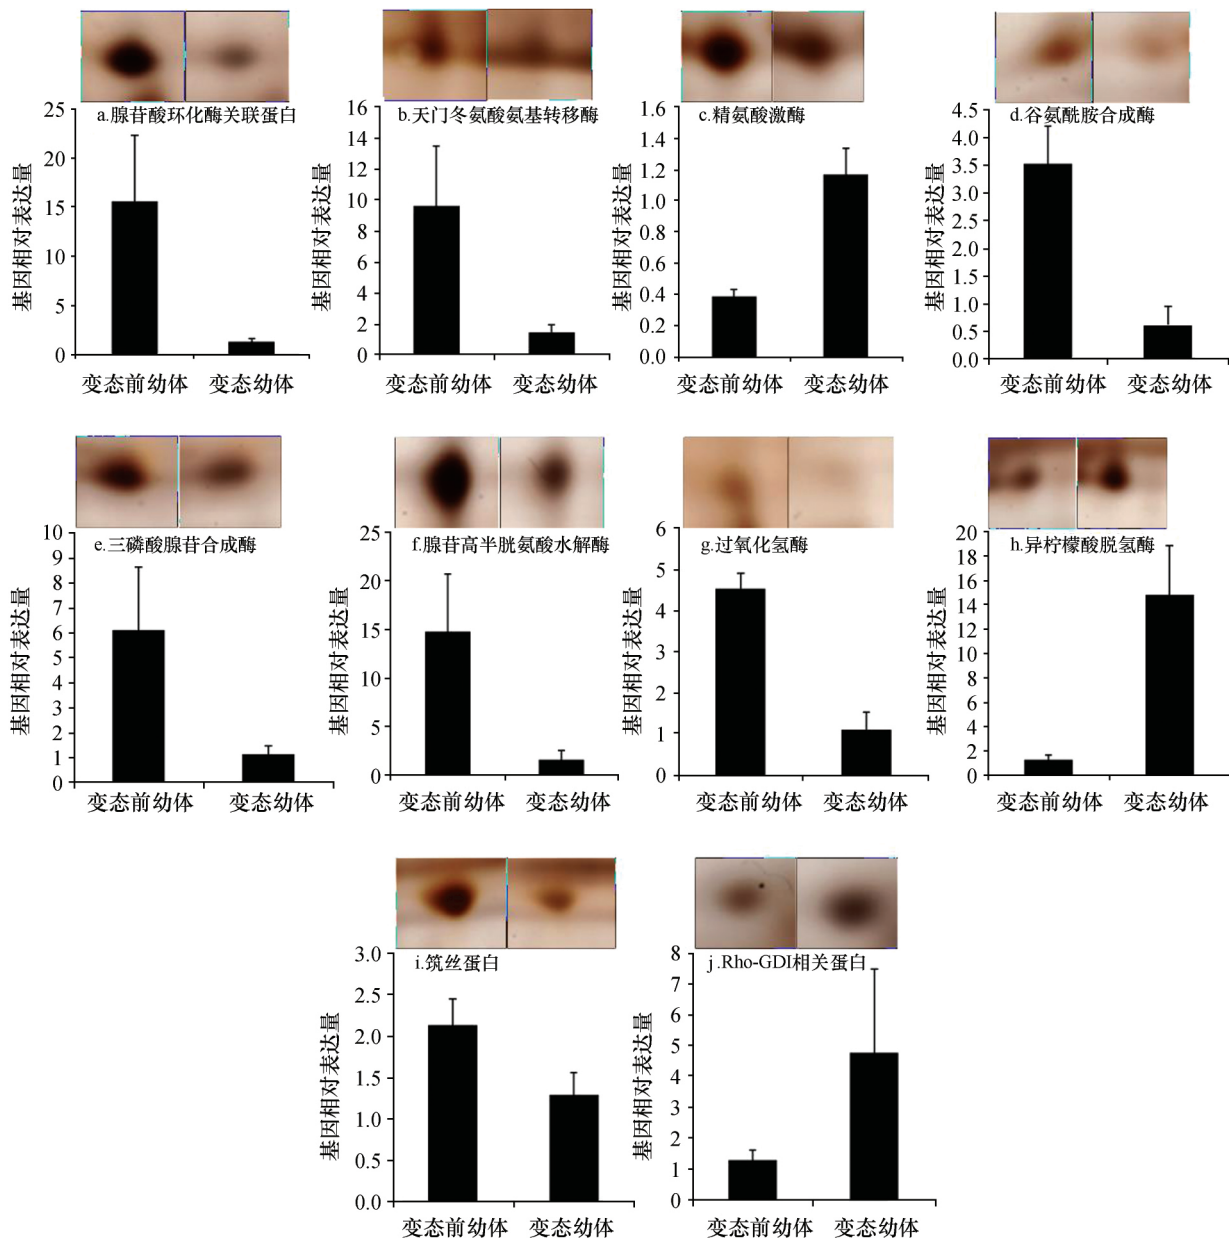 a.腺苷酸环化酶关联蛋白
基因相对表达量
25
20
15
10
5
0
变态前幼体 变态幼体
b.天门冬氨酸氨基转移酶
基因相对表达量
16
14
12
10
8
6
4
2
0
变态前幼体 变态幼体
c.精氨酸激酶
基因相对表达量
1.6
1.4
1.2
1.0
0.8
0.6
0.4
0.2
0.0
变态前幼体 变态幼体
d.谷氨酰胺合成酶
基因相对表达量
4.5
4.0
3.5
3.0
2.5
2.0
1.5
1.0
0.5
0.0
变态前幼体 变态幼体
e.三磷酸腺苷合成酶
基因相对表达量
10
9
8
7
6
5
4
3
2
1
0
变态前幼体 变态幼体
f.腺苷高半胱氨酸水解酶
基因相对表达量
25
20
15
10
5
0
变态前幼体 变态幼体
g.过氧化氢酶
基因相对表达量
6
5
4
3
2
1
0
变态前幼体 变态幼体
h.异柠檬酸脱氢酶
基因相对表达量
20
18
16
14
12
10
8
6
4
2
0
变态前幼体 变态幼体
i.筑丝蛋白
基因相对表达量
3.0
2.5
2.0
1.5
1.0
0.5
0.0
变态前幼体 变态幼体
j.Rho-GDI相关蛋白
基因相对表达量
8
7
6
5
4
3
2
1
0
变态前幼体 变态幼体